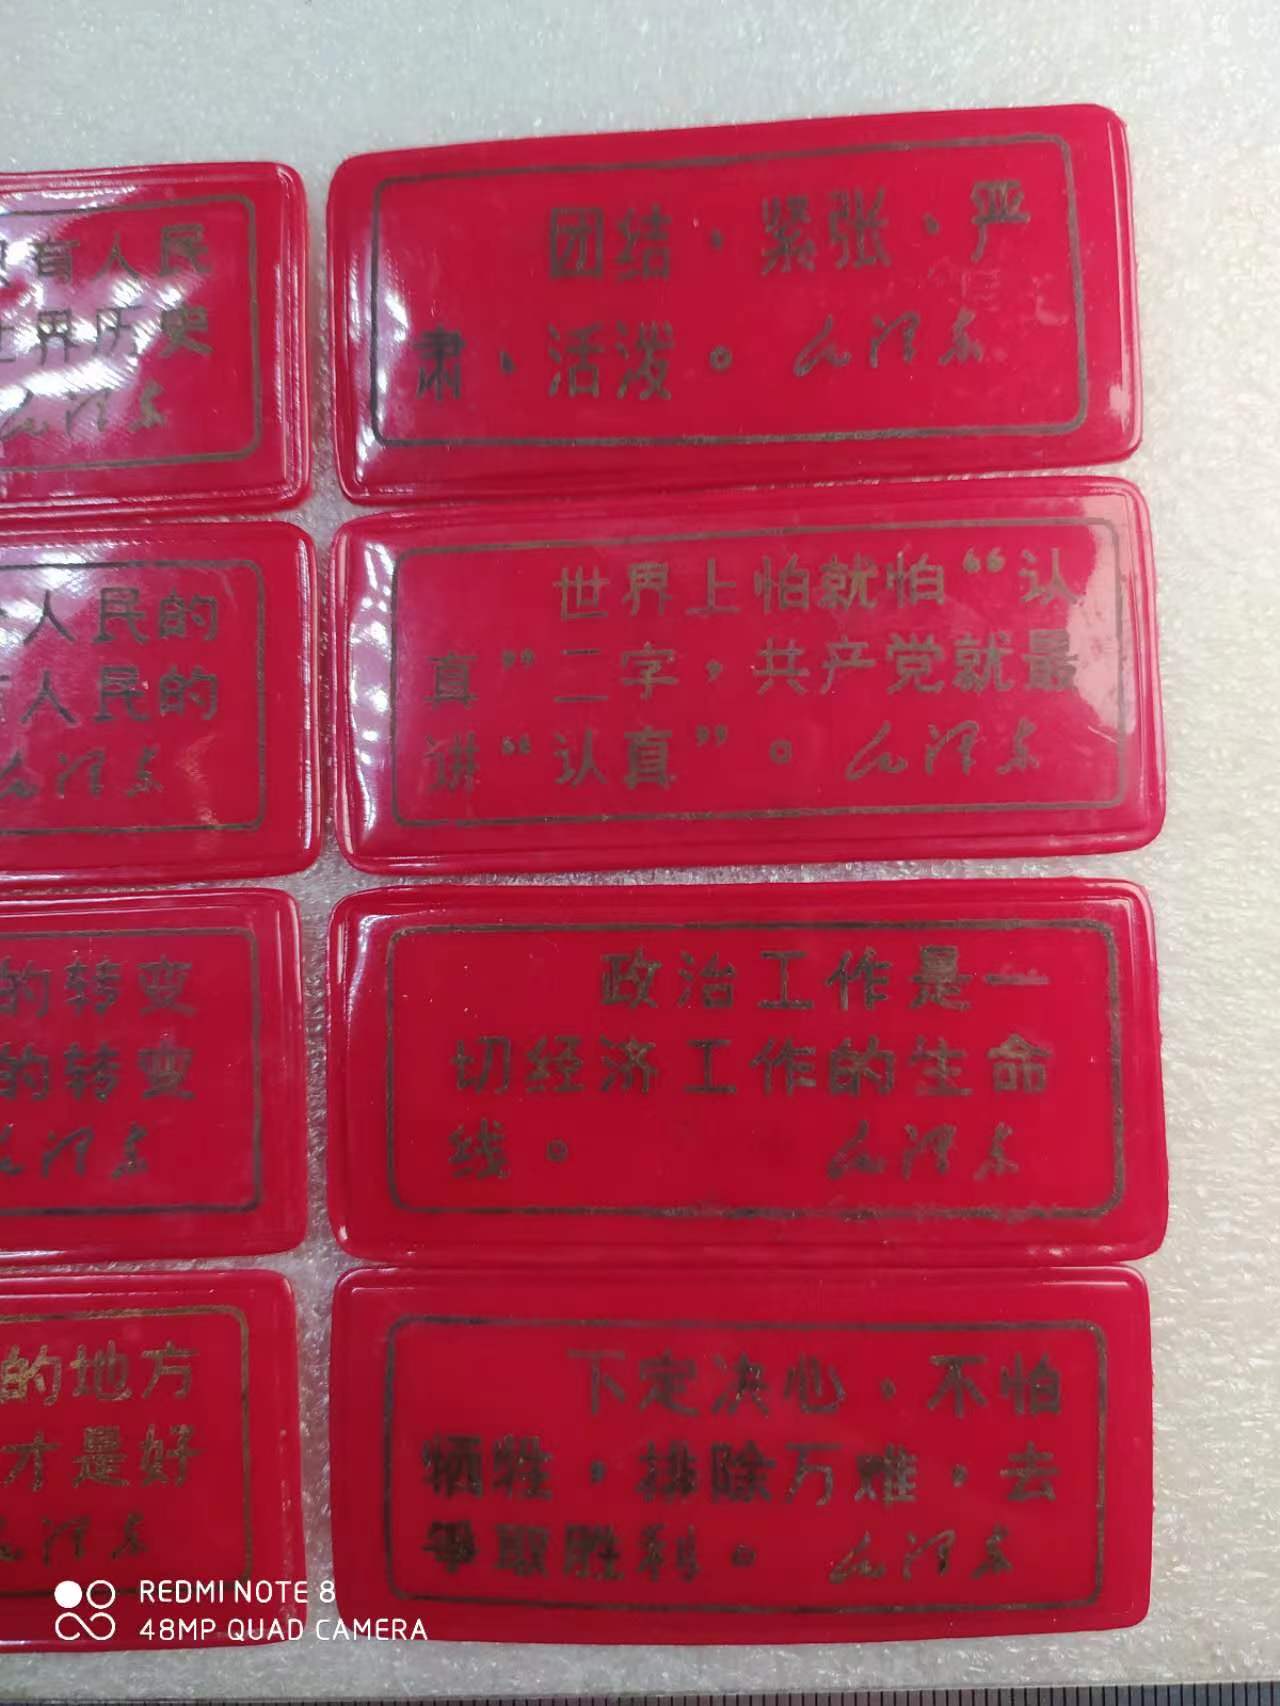 有人民
世界历史
毛泽东
人民的
人民的
毛泽东
的转变
的转变
毛泽东
的地方
才是好
毛泽东
团结，紧张，严
肃，活泼。毛泽东
世界上怕就怕“认
真”二字，共产党就最
讲“认真”。毛泽东
政治工作是一
切经济工作的生命
线。毛泽东
下定决心，不怕
牺牲，排除万难，去
争取胜利。毛泽东
REDMI NOTE 8
48MP QUAD CAMERA